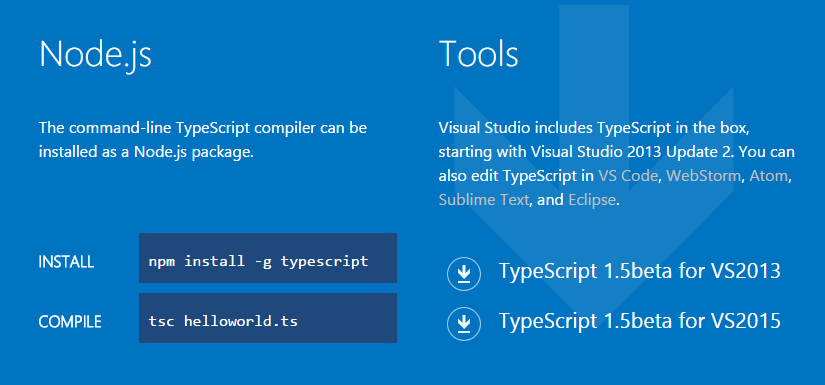 Node.js
The command-line TypeScript compiler can be
installed as a Node.js package.
INSTALL
npm install -g typescript
COMPILE
tsc helloworld.ts
Tools
Visual Studio includes TypeScript in the box,
starting with Visual Studio 2013 Update 2. You can
also edit TypeScript in VS Code, WebStorm, Atom,
Sublime Text, and Eclipse.
TypeScript 1.5beta for VS2013
TypeScript 1.5beta for VS2015